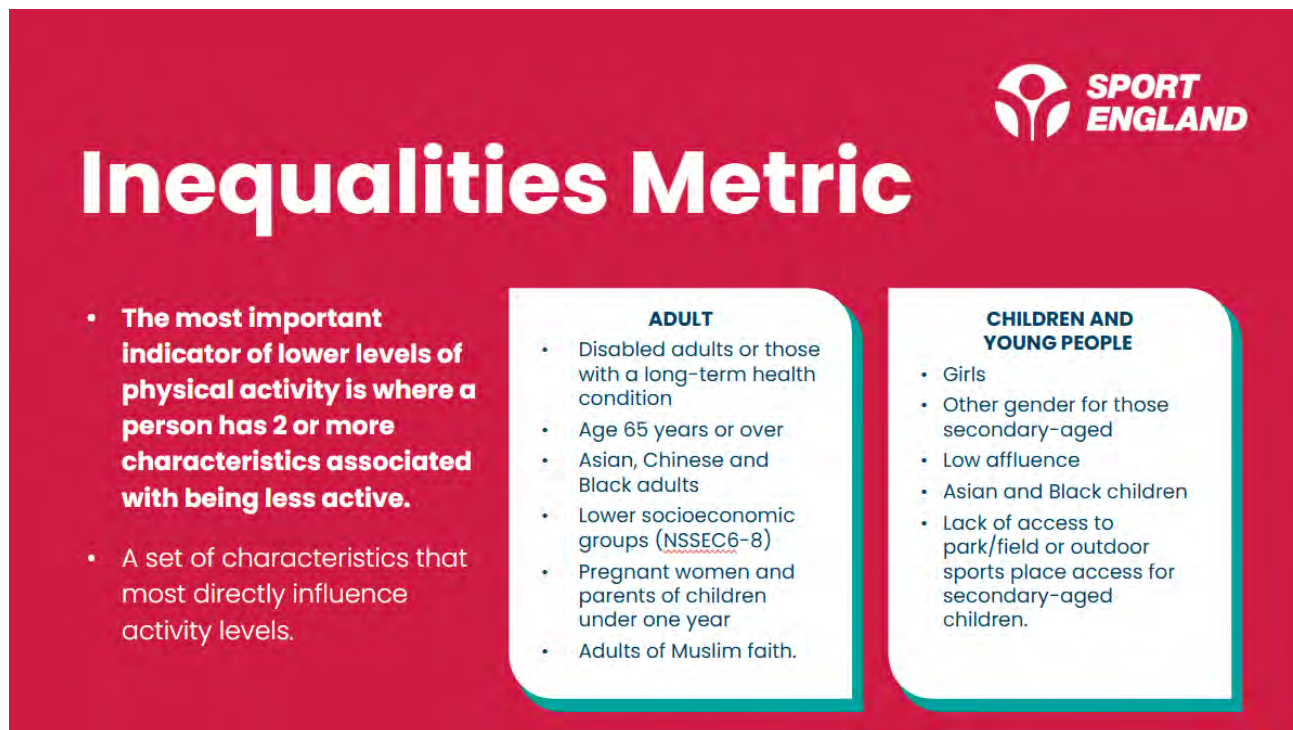 SPORT
ENGLAND
Inequalities Metric
• The most important
indicator of lower levels of
physical activity is where a
person has 2 or more
characteristics associated
with being less active.
• A set of characteristics that
most directly influence
activity levels.
ADULT
• Disabled adults or those
with a long-term health
condition
• Age 65 years or over
• Asian, Chinese and
Black adults
• Lower socioeconomic
groups (NSSEC6-8)
• Pregnant women and
parents of children
under one year
• Adults of Muslim faith.
CHILDREN AND
YOUNG PEOPLE
• Girls
• Other gender for those
secondary-aged
• Low affluence
• Asian and Black children
• Lack of access to
park/field or outdoor
sports place access for
secondary-aged
children.